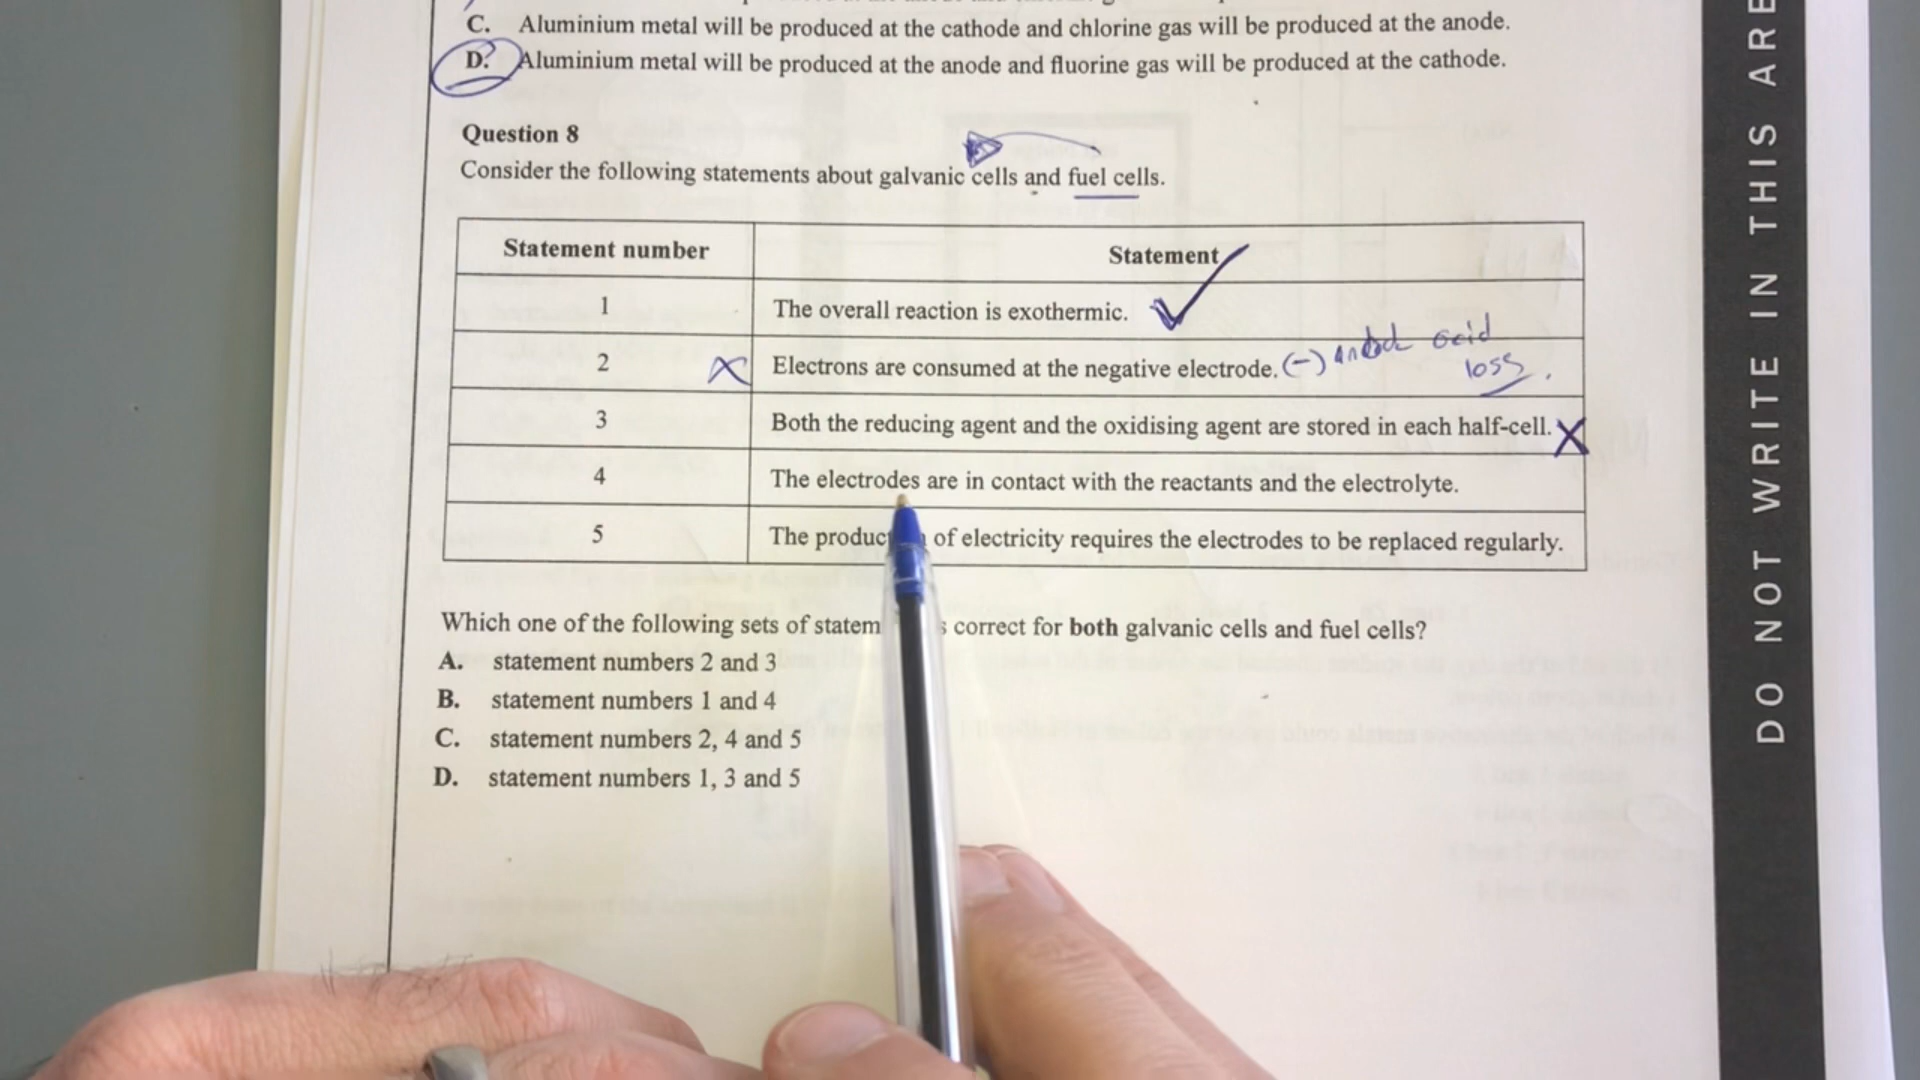 C. Aluminium metal will be produced at the cathode and chlorine gas will be produced at the anode.
D. Aluminium metal will be produced at the anode and fluorine gas will be produced at the cathode.
Question 8
Consider the following statements about galvanic cells and fuel cells.
Statement number Statement
1 The overall reaction is exothermic.
2 Electrons are consumed at the negative electrode. (-) anode
loss.
3 Both the reducing agent and the oxidising agent are stored in each half-cell.
4 The electrodes are in contact with the reactants and the electrolyte.
5 The produc of electricity requires the electrodes to be replaced regularly.
Which one of the following sets of statem s correct for both galvanic cells and fuel cells?
A. statement numbers 2 and 3
B. statement numbers 1 and 4
C. statement numbers 2, 4 and 5
D. statement numbers 1, 3 and 5
DO NOT WRITE IN THIS ARE